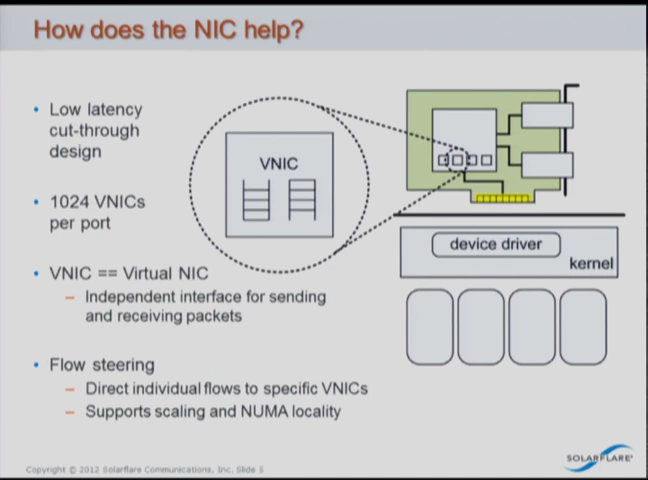 How does the NIC help?
• Low latency
cut-through
design
• 1024 VNICs
per port
• VNIC == Virtual NIC
– Independent interface for sending
and receiving packets
• Flow steering
– Direct individual flows to specific VNICs
– Supports scaling and NUMA locality
VNIC
device driver
kernel
Copyright © 2012 Solarflare Communications, Inc. Slide 5
SOLARFLARE®